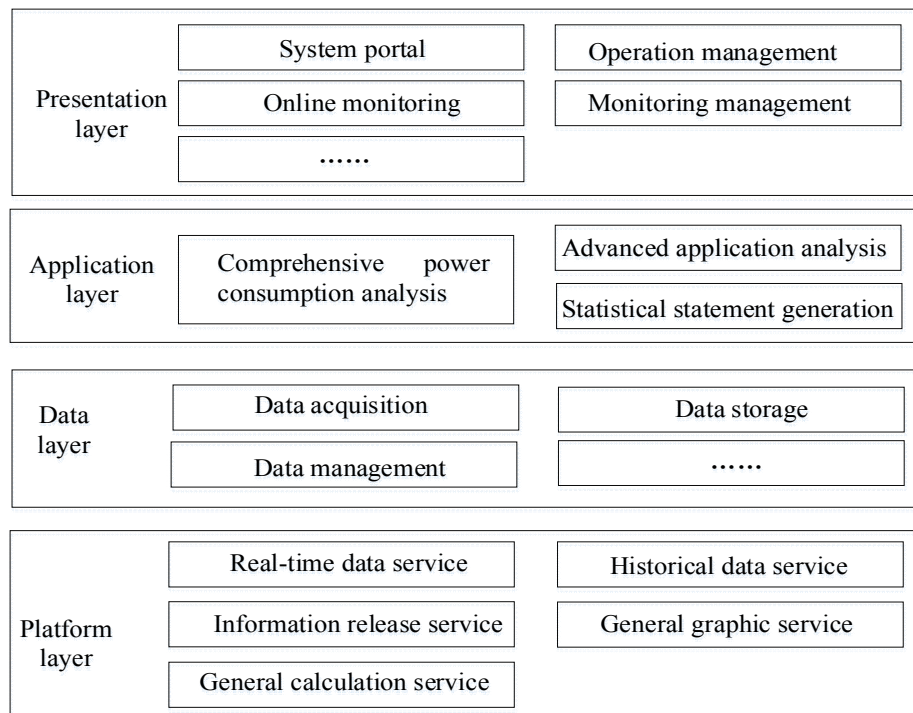 System portal
Operation management
Presentation
layer
Online monitoring
Monitoring management
......
Application
layer
Comprehensive power
consumption analysis
Advanced application analysis
Statistical statement generation
Data
layer
Data acquisition
Data storage
Data management
......
Platform
layer
Real-time data service
Historical data service
Information release service
General graphic service
General calculation service